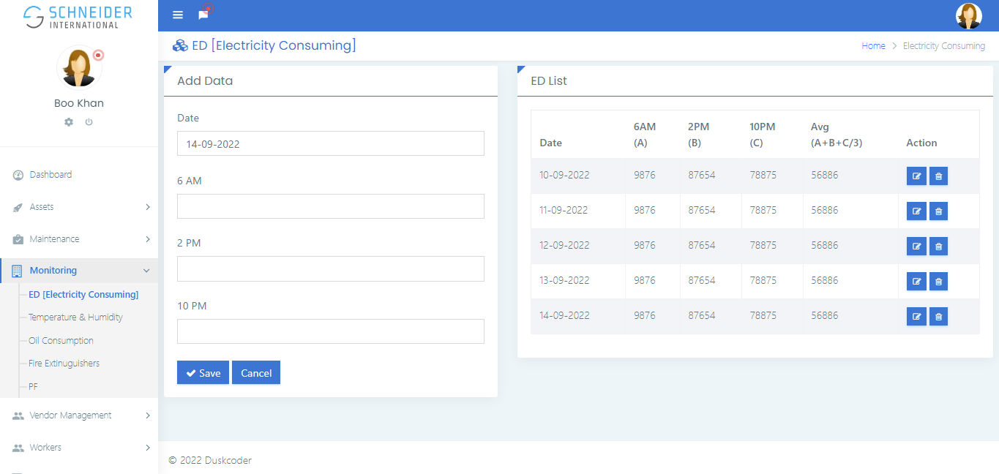 SCHNEIDER
INTERNATIONAL
Boo Khan
Dashboard
Assets
Maintenance
Monitoring
ED [Electricity Consuming]
Temperature & Humidity
Oil Consumption
Fire Extinuguishers
PF
Vendor Management
Workers
ED [Electricity Consuming]
Home > Electricity Consuming
Add Data
Date
14-09-2022
6 AM
2 PM
10 PM
Save Cancel
ED List
Date 6AM (A) 2PM (B) 10PM (C) Avg (A+B+C/3) Action
10-09-2022 9876 87654 78875 56886
11-09-2022 9876 87654 78875 56886
12-09-2022 9876 87654 78875 56886
13-09-2022 9876 87654 78875 56886
14-09-2022 9876 87654 78875 56886
© 2022 Duskcoder